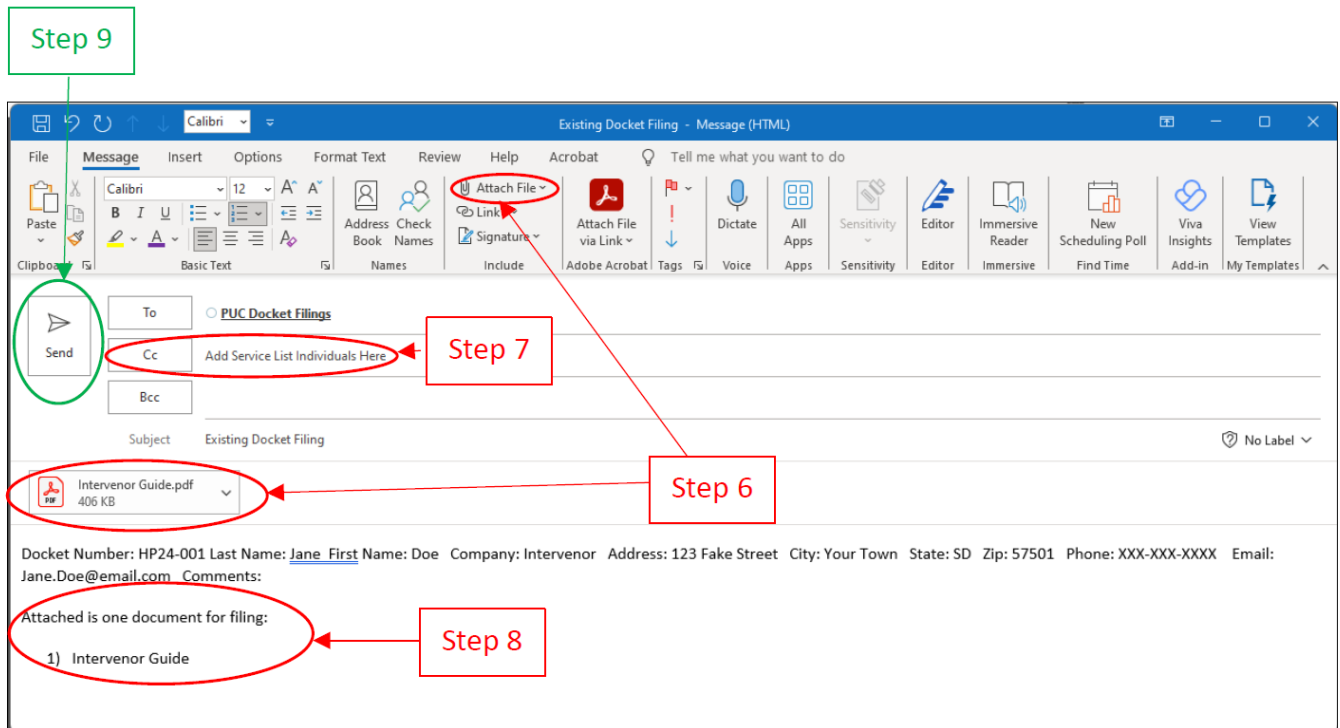 Step 9
Calibri
Existing Docket Filing - Message (HTML)
File Message Insert Options Format Text Review Help Acrobat Tell me what you want to do
Paste
Clipboard
Calibri 12 A A
B I U
A
Basic Text
Address Book
Check Names
Names
Attach File
Link
Signature
Include
Attach File
via Link
Adobe Acrobat
Tags
Dictate
Voice
All
Apps
Apps
Sensitivity
Sensitivity
Editor
Editor
Immersive
Reader
Immersive
New
Scheduling Poll
Find Time
Viva
Insights
Add-in
View
Templates
My Templates
Send
To PUC Docket Filings
Cc Add Service List Individuals Here
Step 7
Bcc
Subject Existing Docket Filing
No Label
PDF
Intervenor Guide.pdf
406 KB
Step 6
Docket Number: HP24-001 Last Name: Jane First Name: Doe Company: Intervenor Address: 123 Fake Street City: Your Town State: SD Zip: 57501 Phone: XXX-XXX-XXXX Email:
Jane.Doe@email.com Comments:
Attached is one document for filing:
Step 8
1) Intervenor Guide